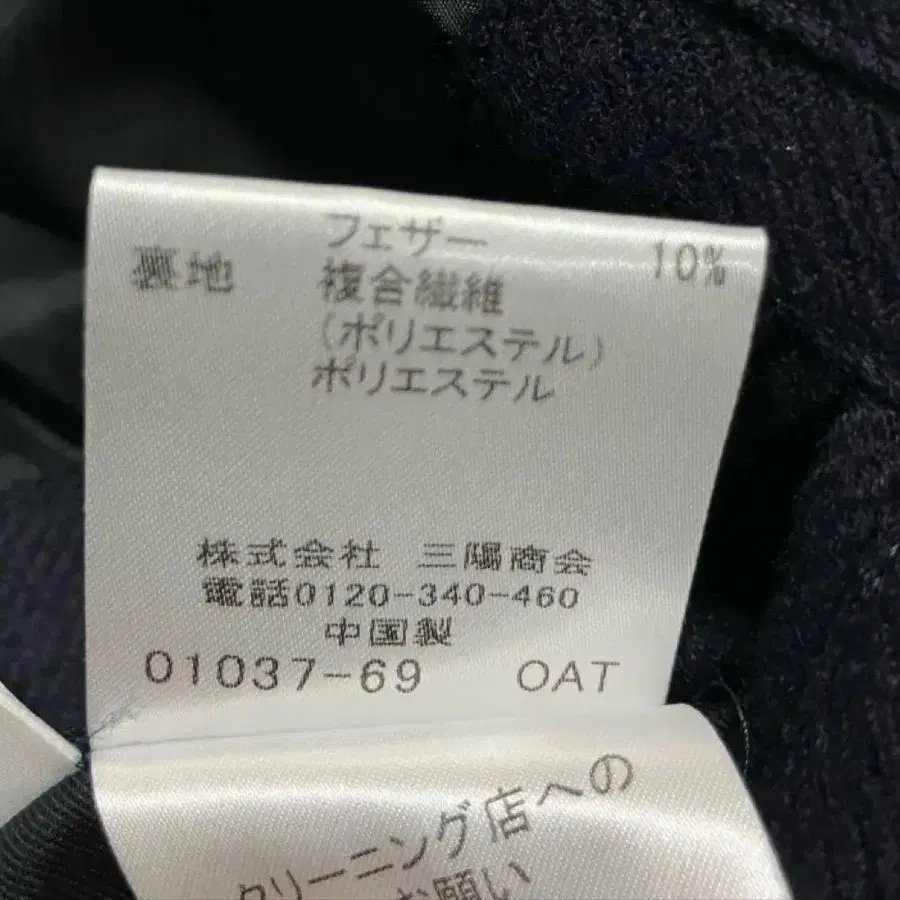 フェザー 10%
裏地 複合繊維
(ポリエステル)
ポリエステル
株式会社 三陽商会
電話0120-340-460
中国製
01037-69 OAT
クリーニング店への
お願い